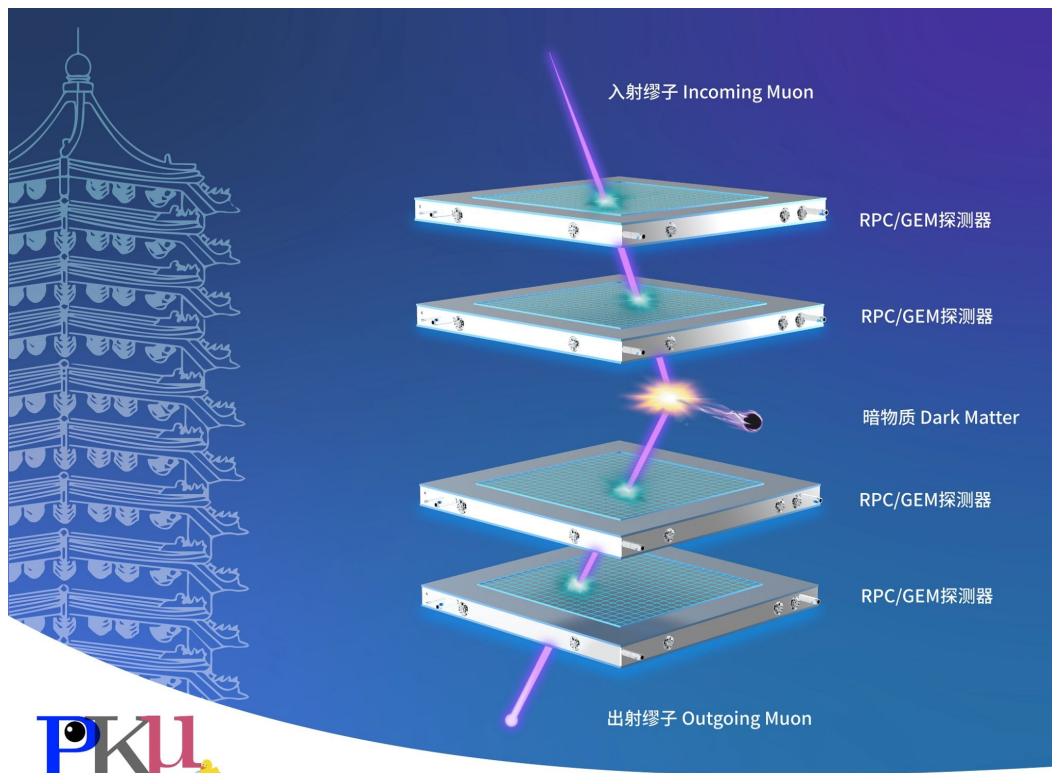 入射缪子 Incoming Muon
RPC/GEM探测器
RPC/GEM探测器
暗物质 Dark Matter
RPC/GEM探测器
RPC/GEM探测器
出射缪子 Outgoing Muon
PKμ